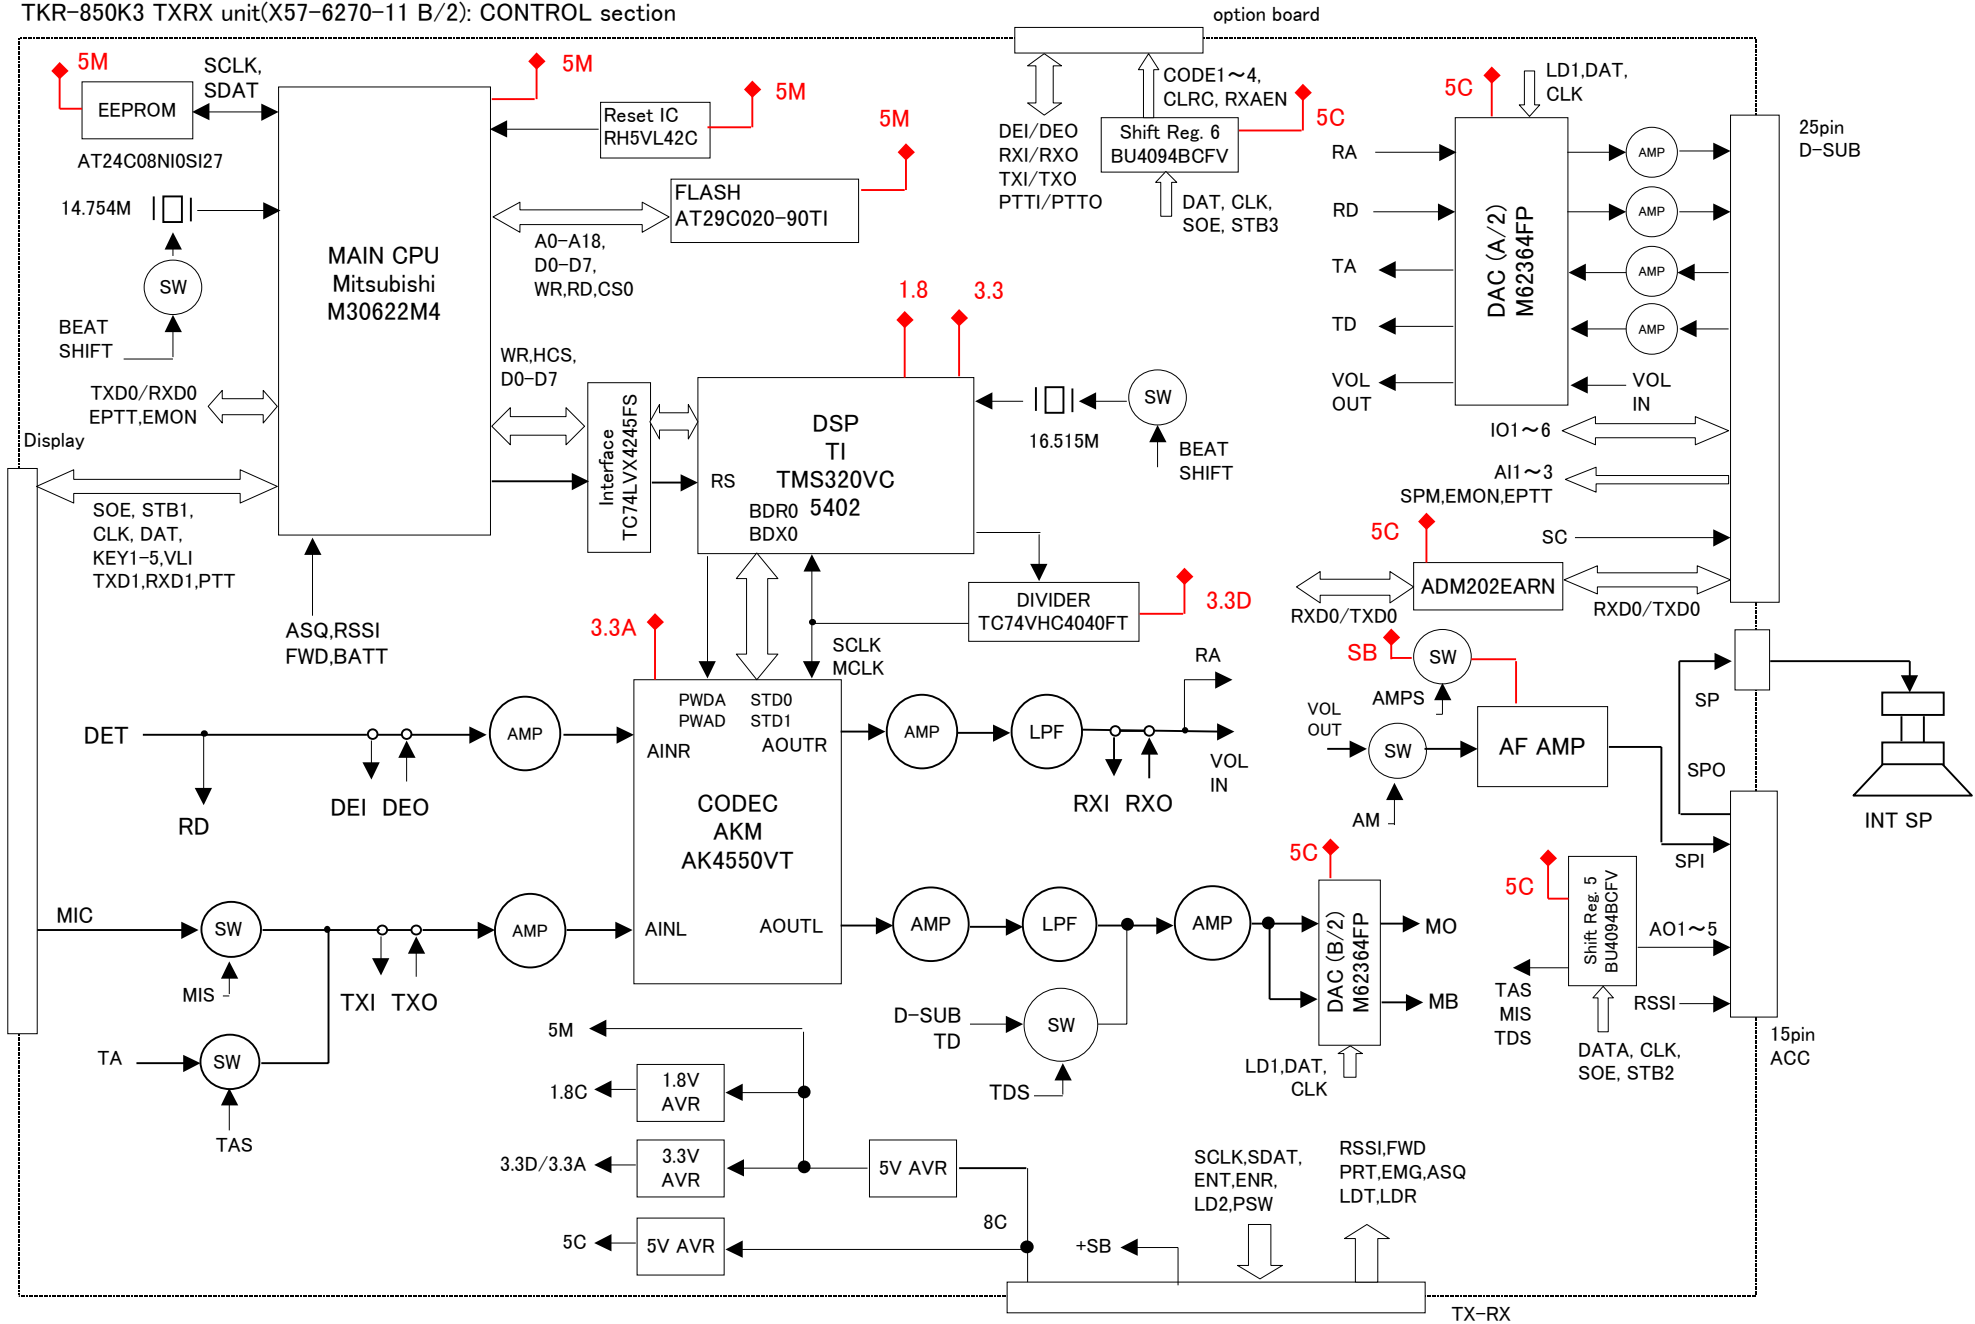 TKR-850K3 TXRX unit(X57-6270-11 B/2): CONTROL section
option board
5M
SCLK,
SDAT
EEPROM
AT24C08NI0SI27
5M
Reset IC
RH5VL42C
5M
5M
FLASH
AT29C020-90TI
A0-A18,
D0-D7,
WR,RD,CS0
14.754M
SW
BEAT
SHIFT
MAIN CPU
Mitsubishi
M30622M4
TXD0/RXD0
EPTT,EMON
Display
SOE, STB1,
CLK, DAT,
KEY1-5,VLI
TXD1,RXD1,PTT
ASQ,RSSI
FWD,BATT
WR,HCS,
D0-D7
Interface
TC74LVX4245FS
1.8
3.3
DSP
TI
TMS320VC
5402
RS
BDR0
BDX0
16.515M
SW
BEAT
SHIFT
DIVIDER
TC74VHC4040FT
3.3D
SCLK
MCLK
3.3A
DEI/DEO
RXI/RXO
TXI/TXO
PTTI/PTTO
CODE1~4,
CLRC, RXAEN
5C
Shift Reg. 6
BU4094BCFV
DAT, CLK,
SOE, STB3
5C
LD1,DAT,
CLK
RA
RD
TA
TD
VOL
OUT
DAC (A/2)
M62364FP
AMP
AMP
AMP
AMP
VOL
IN
25pin
D-SUB
IO1~6
AI1~3
SPM,EMON,EPTT
SC
5C
ADM202EARN
RXD0/TXD0
RXD0/TXD0
SB
SW
AMPS
VOL
OUT
SW
AM
AF AMP
SP
SPO
SPI
INT SP
DET
RD
DEI DEO
AMP
PWDA
PWAD
STD0
STD1
AINR
AOUTR
CODEC
AKM
AK4550VT
AINL
AOUTL
AMP
LPF
RXI RXO
RA
VOL
IN
MIC
SW
MIS
TXI TXO
AMP
TA
SW
TAS
AMP
LPF
AMP
5C
DAC (B/2)
M62364FP
MO
MB
LD1,DAT,
CLK
D-SUB
TD
SW
TDS
5C
Shift Reg. 5
BU4094BCFV
AO1~5
TAS
MIS
TDS
RSSI
DATA, CLK,
SOE, STB2
15pin
ACC
5M
1.8C
1.8V
AVR
3.3D/3.3A
3.3V
AVR
5V AVR
5C
5V AVR
8C
+SB
SCLK,SDAT,
ENT,ENR,
LD2,PSW
RSSI,FWD
PRT,EMG,ASQ
LDT,LDR
TX-RX